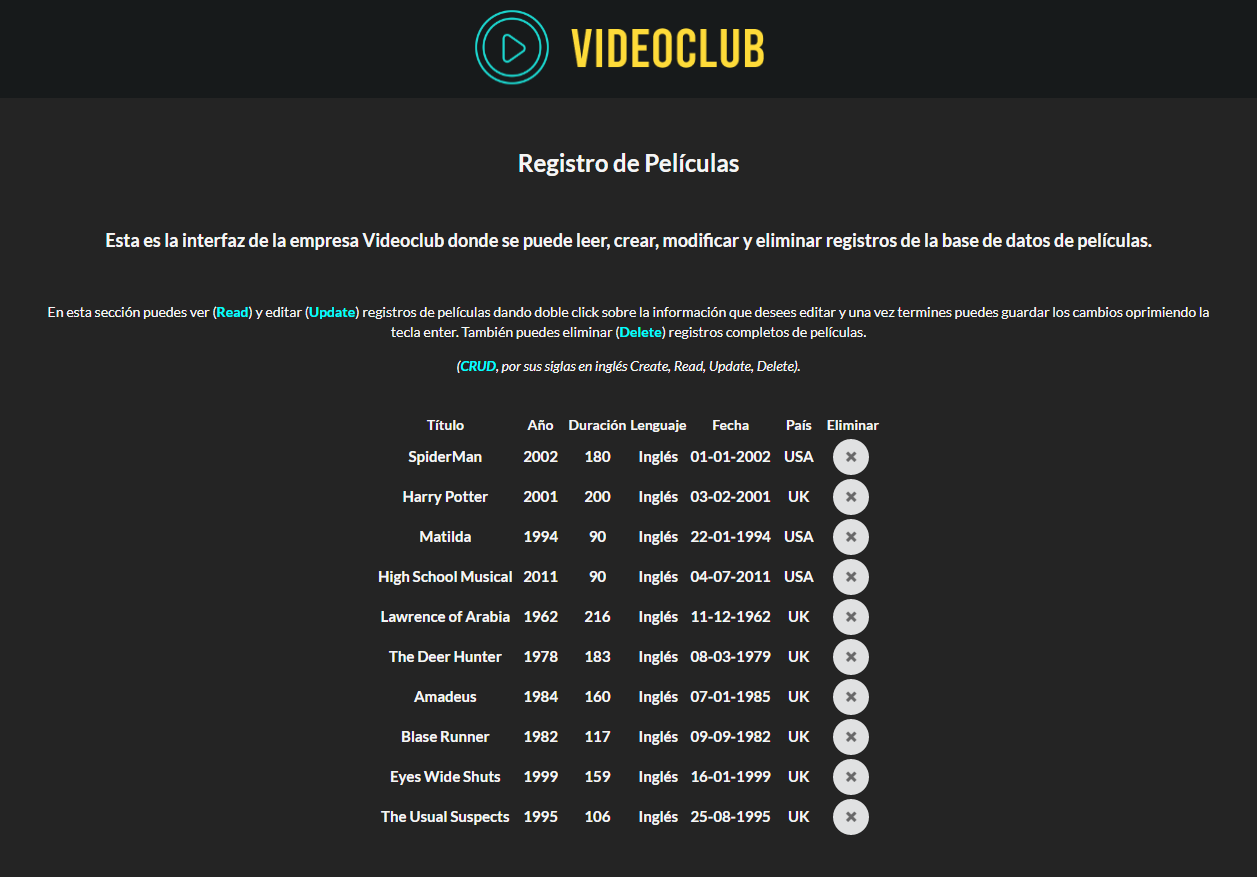 VIDEOCLUB
Registro de Películas
Esta es la interfaz de la empresa Videoclub donde se puede leer, crear, modificar y eliminar registros de la base de datos de películas.
En esta sección puedes ver (Read) y editar (Update) registros de películas dando doble click sobre la información que desees editar y una vez termines puedes guardar los cambios oprimiendo la
tecla enter. También puedes eliminar (Delete) registros completos de películas.
(CRUD, por sus siglas en inglés Create, Read, Update, Delete).
Título Año Duración Lenguaje Fecha País Eliminar
SpiderMan 2002 180 Inglés 01-01-2002 USA
Harry Potter 2001 200 Inglés 03-02-2001 UK
Matilda 1994 90 Inglés 22-01-1994 USA
High School Musical 2011 90 Inglés 04-07-2011 USA
Lawrence of Arabia 1962 216 Inglés 11-12-1962 UK
The Deer Hunter 1978 183 Inglés 08-03-1979 UK
Amadeus 1984 160 Inglés 07-01-1985 UK
Blase Runner 1982 117 Inglés 09-09-1982 UK
Eyes Wide Shuts 1999 159 Inglés 16-01-1999 UK
The Usual Suspects 1995 106 Inglés 25-08-1995 UK